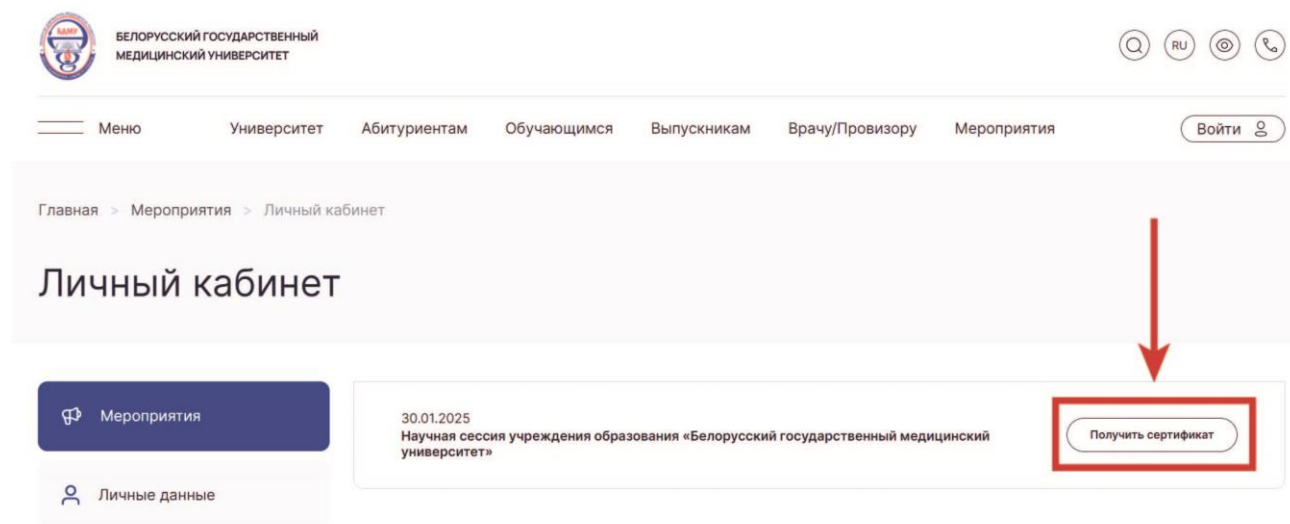 БДМУ
БЕЛОРУССКИЙ ГОСУДАРСТВЕННЫЙ
МЕДИЦИНСКИЙ УНИВЕРСИТЕТ
RU
Меню Университет Абитуриентам Обучающимся Выпускникам Врачу/Провизору Мероприятия Войти
Главная > Мероприятия > Личный кабинет
Личный кабинет
Мероприятия
30.01.2025
Научная сессия учреждения образования «Белорусский государственный медицинский
университет»
Получить сертификат
Личные данные